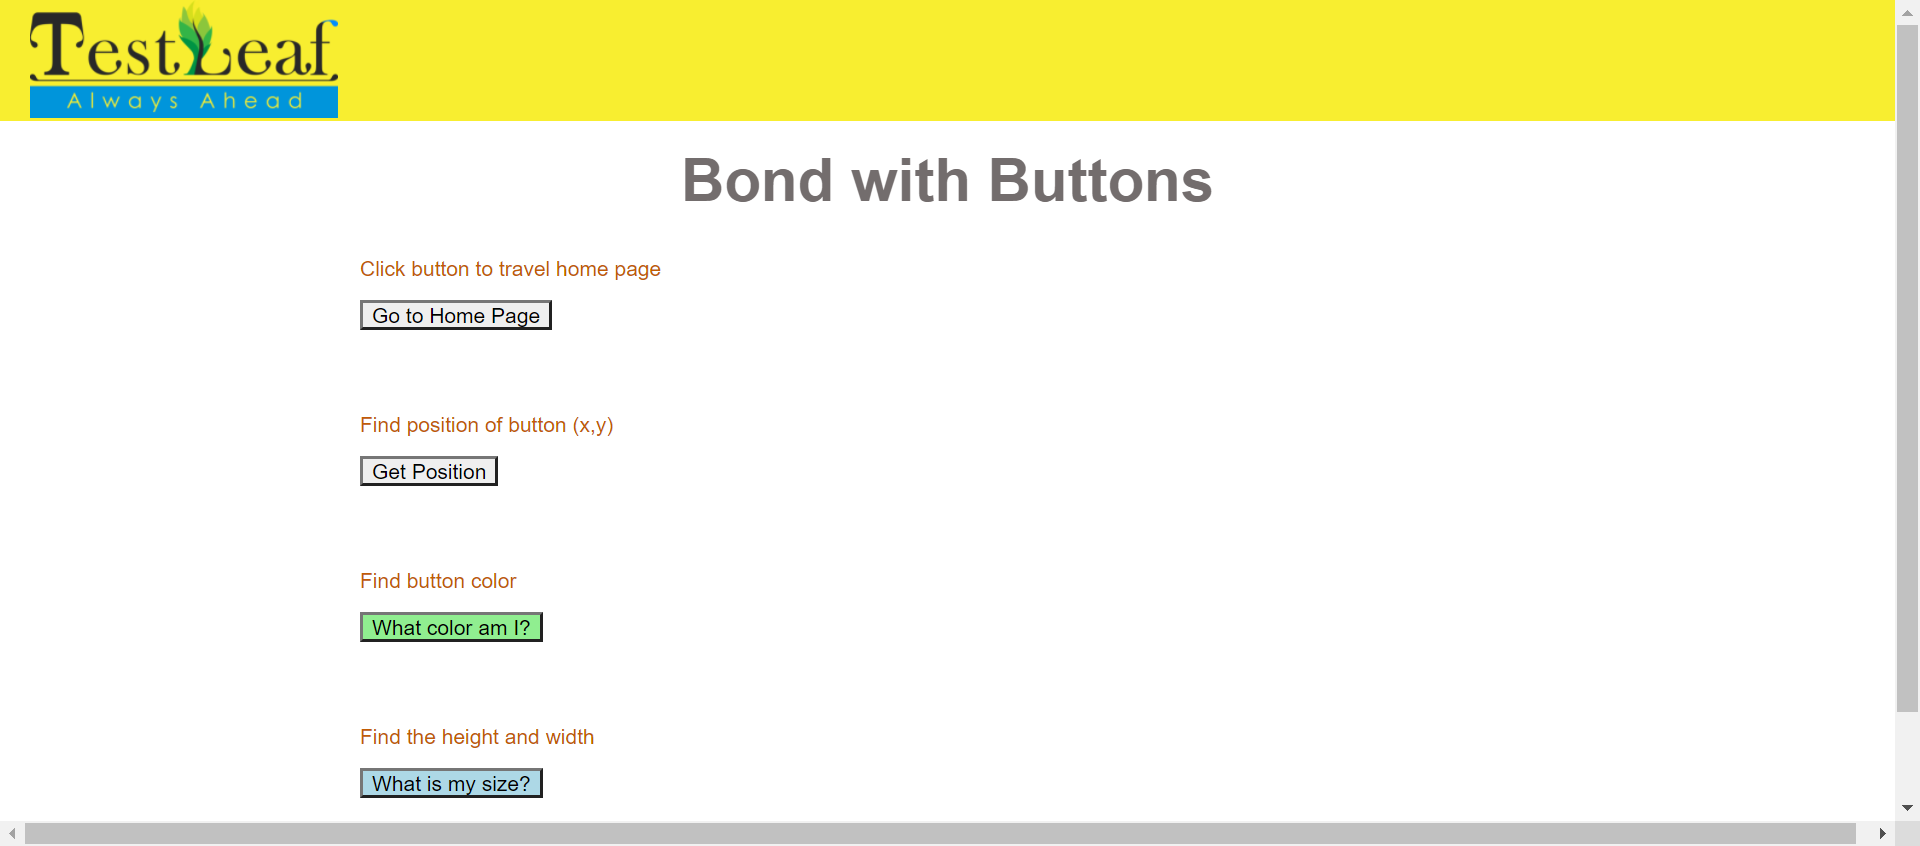 TestLeaf
Always Ahead
Bond with Buttons
Click button to travel home page
Go to Home Page
Find position of button (x,y)
Get Position
Find button color
What color am I?
Find the height and width
What is my size?